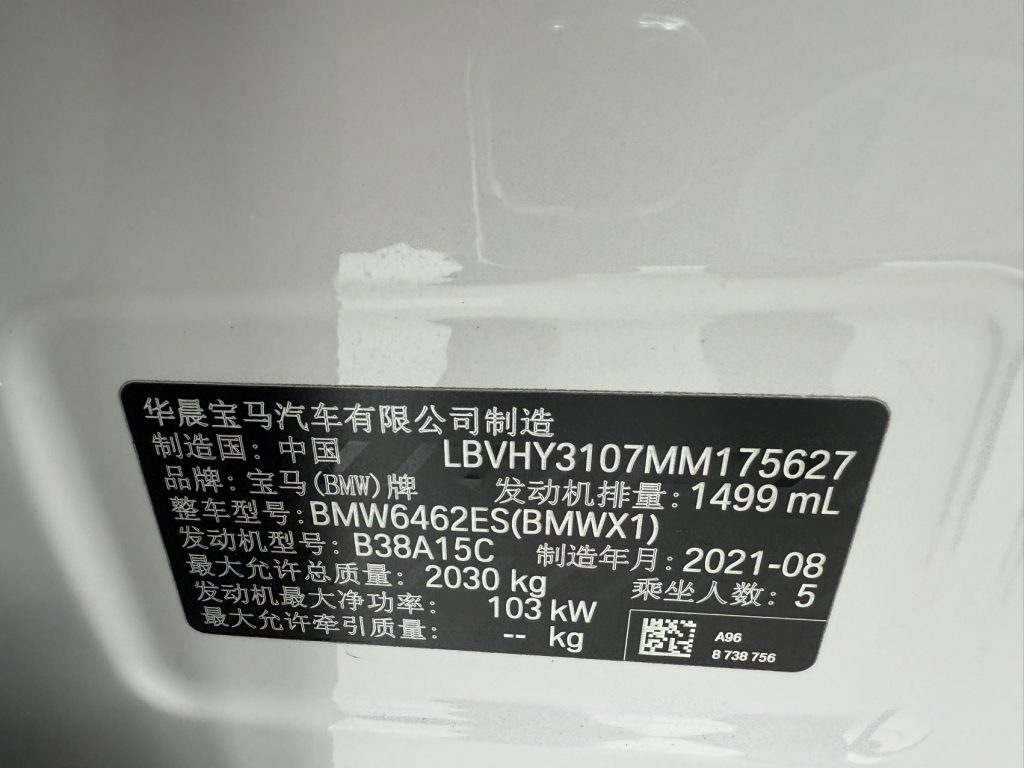 华晨宝马汽车有限公司制造
制造国: 中国 LBVHY3107MM175627
品牌: 宝马(BMW)牌 发动机排量: 1499 mL
整车型号: BMW6462ES(BMWX1)
发动机型号: B38A15C 制造年月: 2021-08
最大允许总质量: 2030 kg 乘坐人数: 5
发动机最大净功率: 103 kW
最大允许牵引质量: -- kg
A96
8 738 756